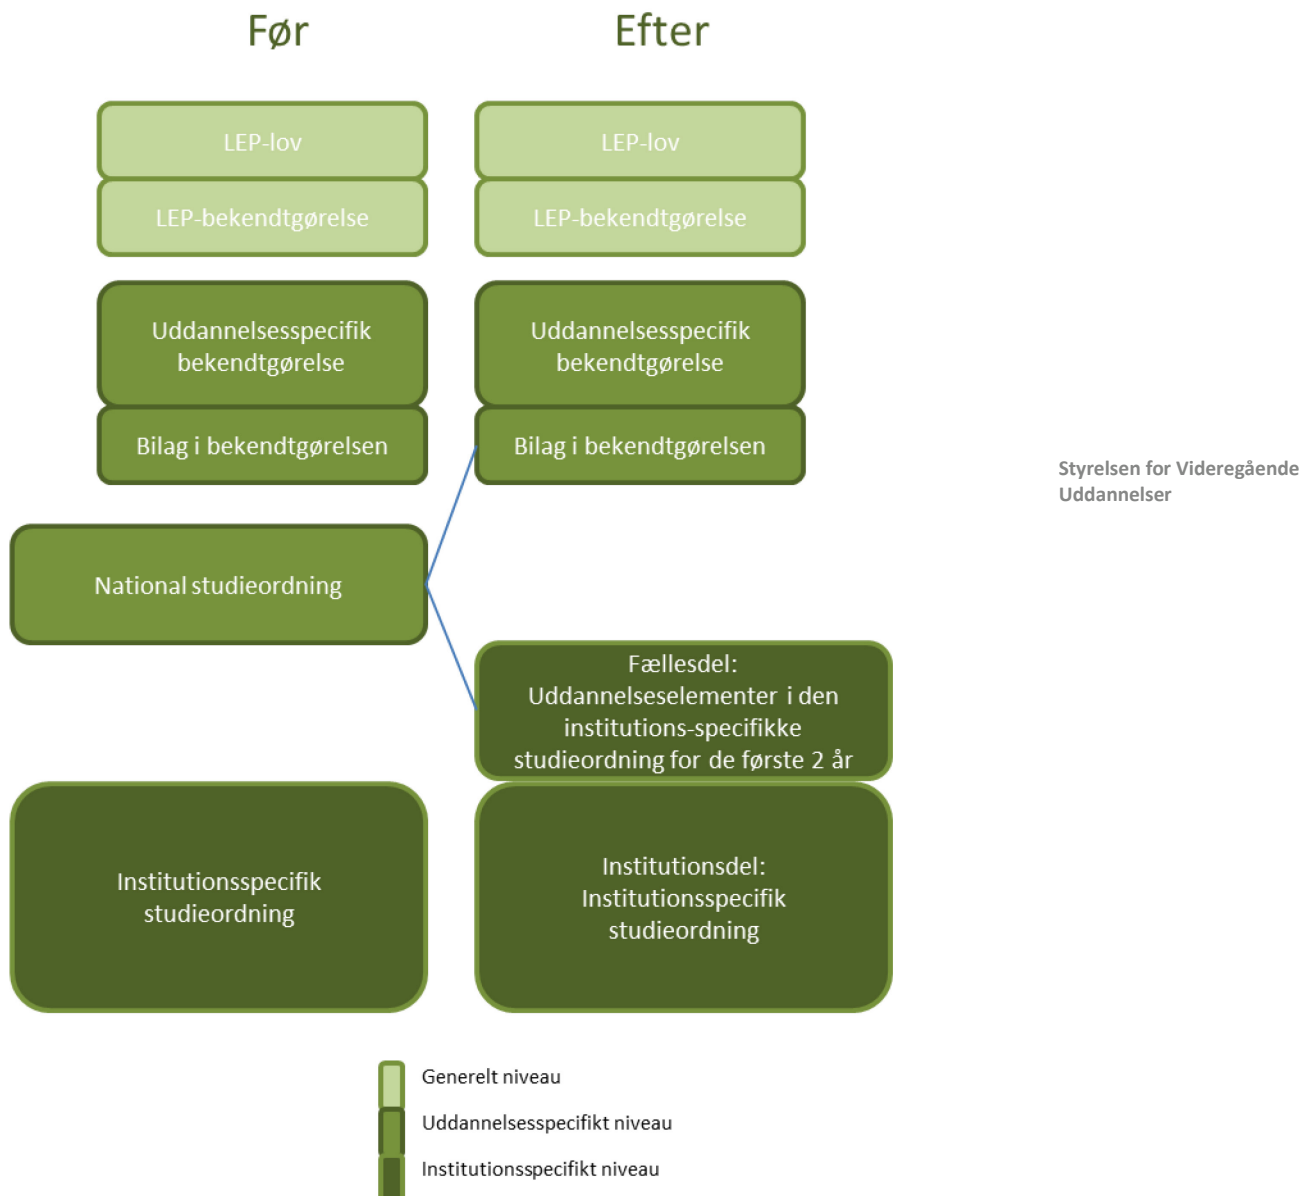 Før
Efter
LEP-lov
LEP-bekendtgørelse
Uddannelsesspecifik
bekendtgørelse
Bilag i bekendtgørelsen
National studieordning
Institutionsspecifik
studieordning
LEP-lov
LEP-bekendtgørelse
Uddannelsesspecifik
bekendtgørelse
Bilag i bekendtgørelsen
Fællesdel:
Uddannelseselementer i den
institutions-specifikke
studieordning for de første 2 år
Institutionsdel:
Institutionsspecifik
studieordning
Styrelsen for Videregående
Uddannelser
Generelt niveau
Uddannelsesspecifikt niveau
Institutionsspecifikt niveau